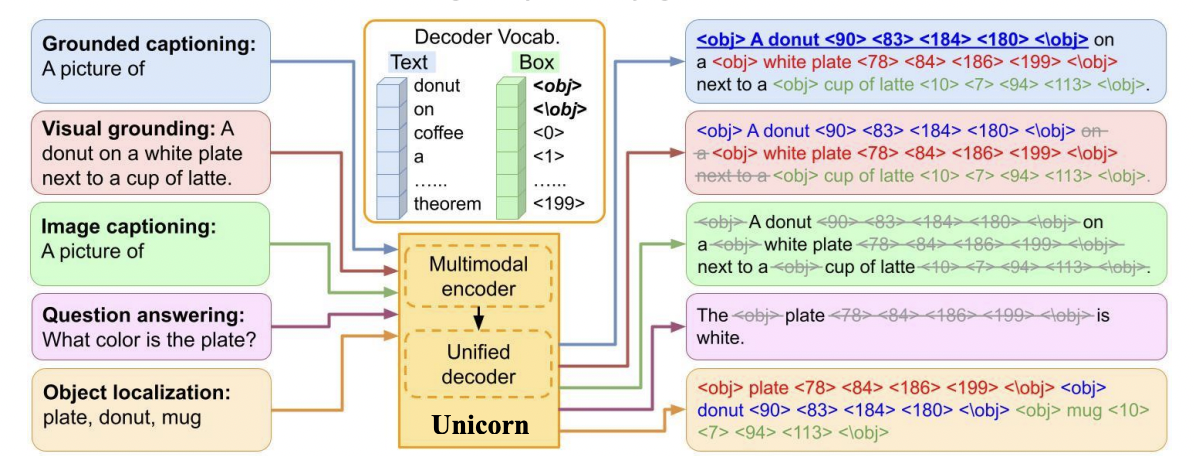 Grounded captioning:
A picture of
Visual grounding: A
donut on a white plate
next to a cup of latte.
Image captioning:
A picture of
Question answering:
What color is the plate?
Object localization:
plate, donut, mug
Decoder Vocab.
Text
donut
on
coffee
a
…...
theorem
Box
<obj>
<\obj>
<0>
<1>
…...
<199>
Multimodal
encoder
Unified
decoder
Unicorn
<obj> A donut <90> <83> <184> <180> <\obj> on
a <obj> white plate <78> <84> <186> <199> <\obj>
next to a <obj> cup of latte <10> <7> <94> <113> <\obj>.
<obj> A donut <90> <83> <184> <180> <\obj> on
a <obj> white plate <78> <84> <186> <199> <\obj>
next to a <obj> cup of latte <10> <7> <94> <113> <\obj>.
<obj> A donut <90> <83> <184> <180> <\obj> on
a <obj> white plate <78> <84> <186> <199> <\obj>
next to a <obj> cup of latte <10> <7> <94> <113> <\obj>.
The <obj> plate <78> <84> <186> <199> <\obj> is
white.
<obj> plate <78> <84> <186> <199> <\obj> <obj>
donut <90> <83> <184> <180> <\obj> <obj> mug <10>
<7> <94> <113> <\obj>